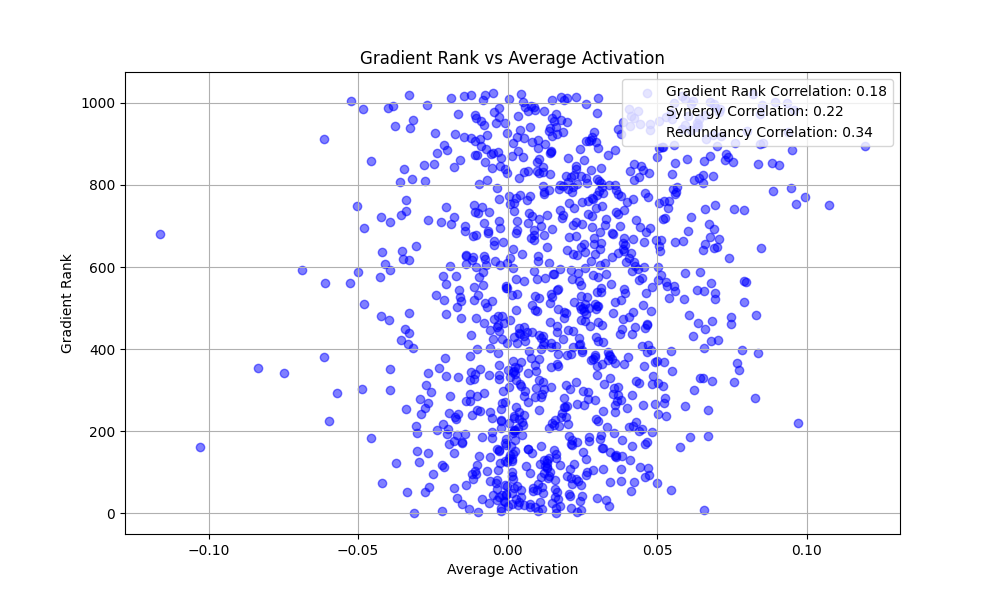 Gradient Rank vs Average Activation
Gradient Rank Correlation: 0.18
Synergy Correlation: 0.22
Redundancy Correlation: 0.34
1000
800
600
400
200
0
Gradient Rank
−0.10
−0.05
0.00
0.05
0.10
Average Activation